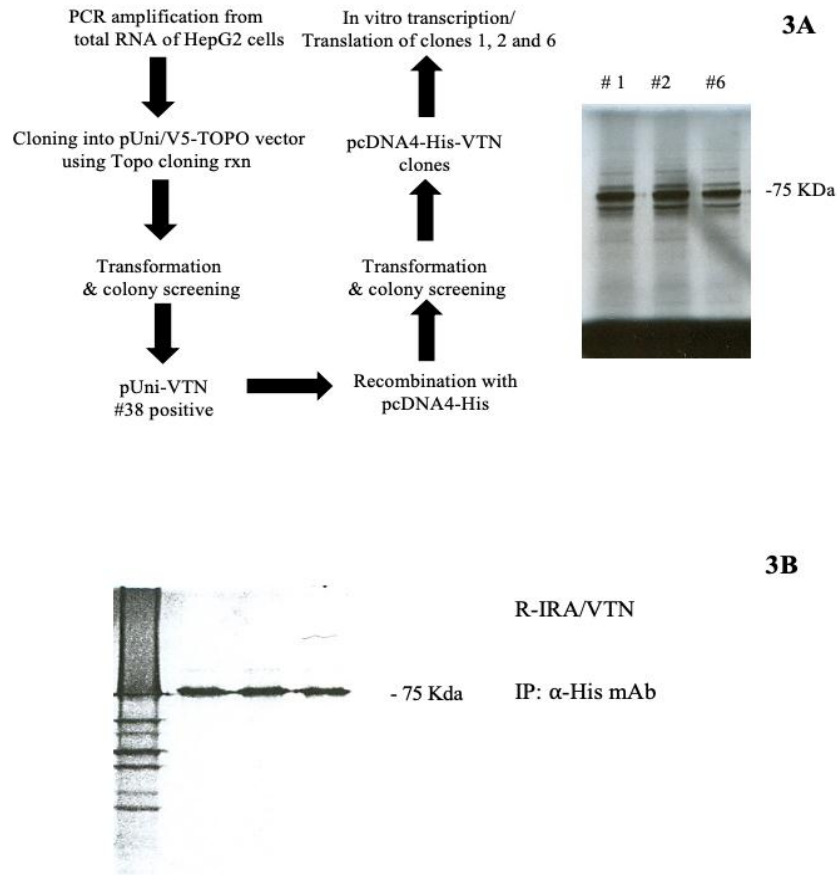 PCR amplification from
total RNA of HepG2 cells
Cloning into pUni/V5-TOPO vector
using Topo cloning rxn
Transformation
& colony screening
pUni-VTN
#38 positive
Recombination with
pcDNA4-His
Transformation
& colony screening
pcDNA4-His-VTN
clones
In vitro transcription/
Translation of clones 1, 2 and 6
3A
# 1 #2 #6
-75 KDa
3B
R-IRA/VTN
- 75 Kda
IP: α-His mAb